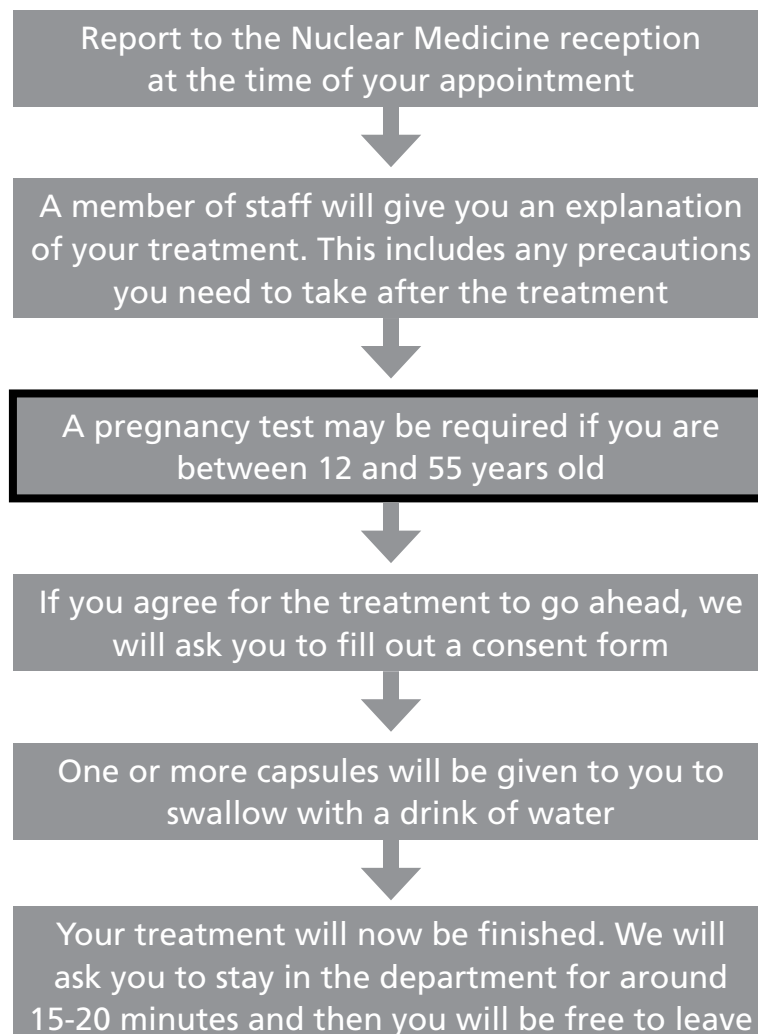 Report to the Nuclear Medicine reception
at the time of your appointment
A member of staff will give you an explanation
of your treatment. This includes any precautions
you need to take after the treatment
A pregnancy test may be required if you are
between 12 and 55 years old
If you agree for the treatment to go ahead, we
will ask you to fill out a consent form
One or more capsules will be given to you to
swallow with a drink of water
Your treatment will now be finished. We will
ask you to stay in the department for around
15-20 minutes and then you will be free to leave